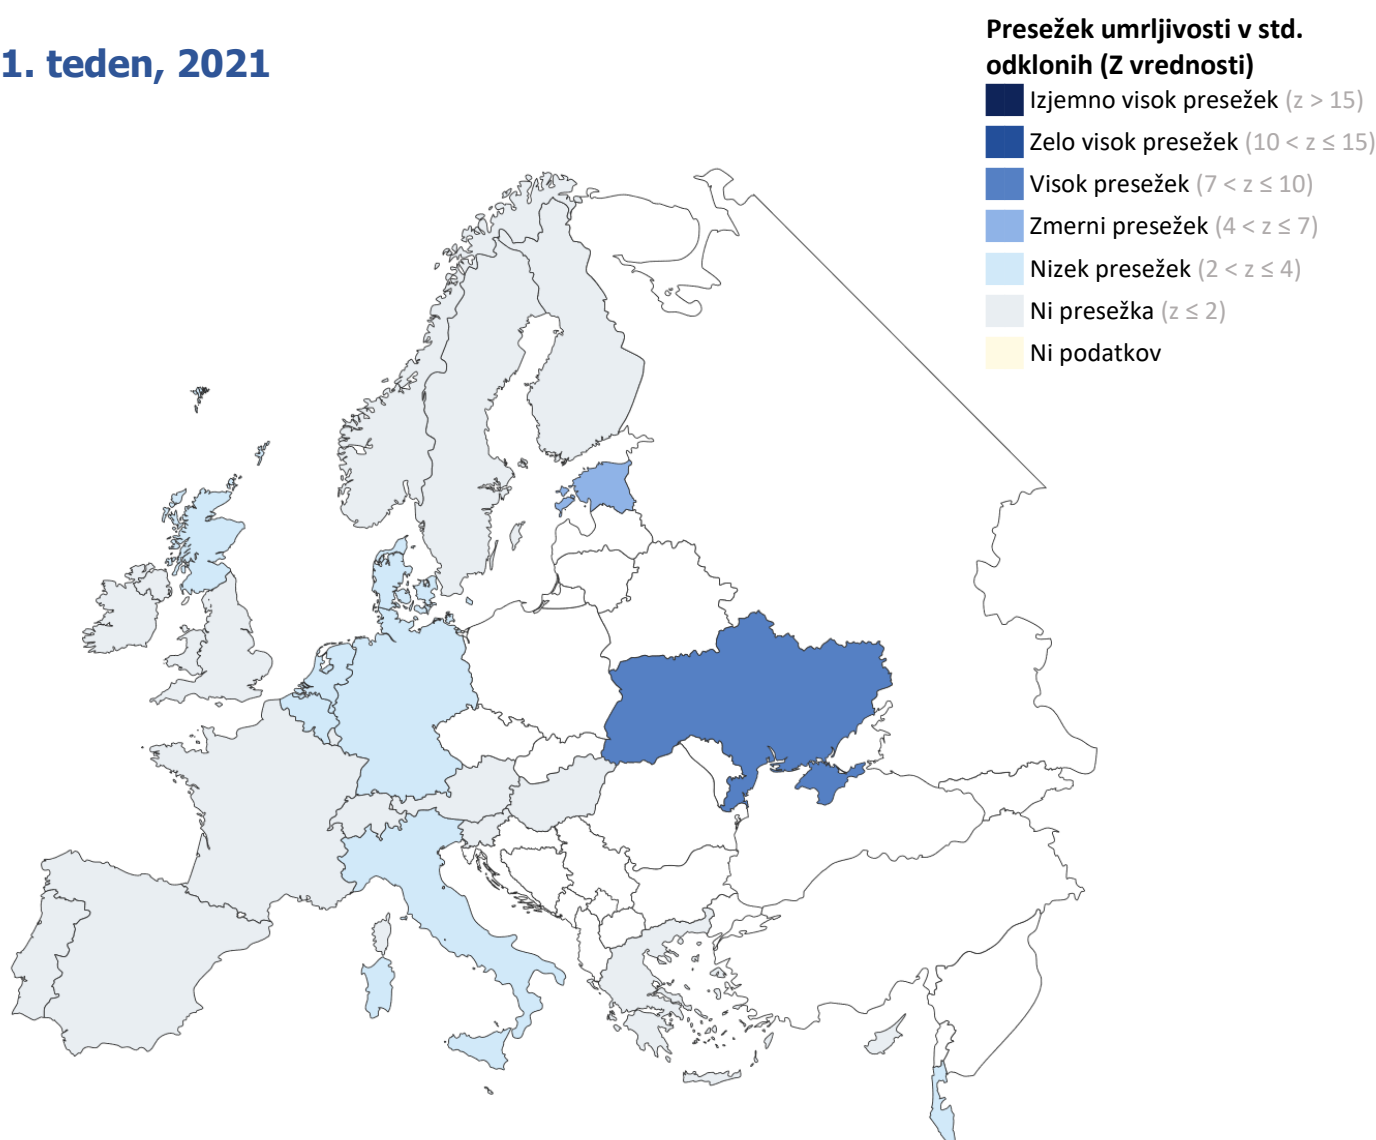 1. teden, 2021
Presežek umrljivosti v std.
odklonih (Z vrednosti)
Izjemno visok presežek (z > 15)
Zelo visok presežek (10 < z ≤ 15)
Visok presežek (7 < z ≤ 10)
Zmerni presežek (4 < z ≤ 7)
Nizek presežek (2 < z ≤ 4)
Ni presežka (z ≤ 2)
Ni podatkov